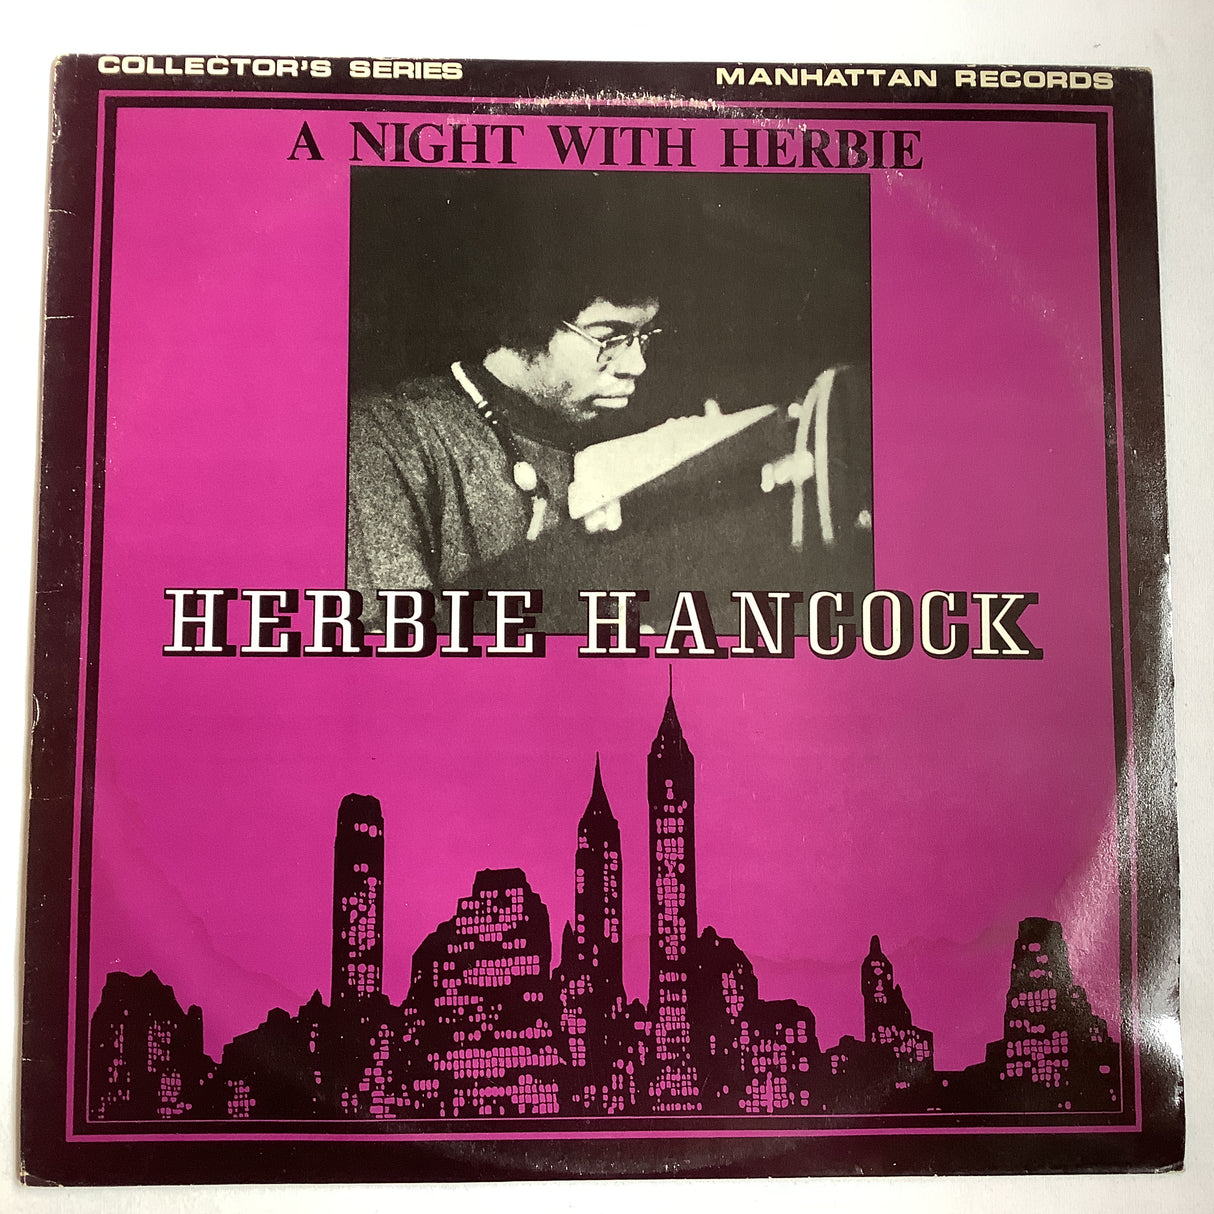 COLLECTOR'S SERIES
MANHATTAN RECORDS
A NIGHT WITH HERBIE
HERBIE HANCOCK